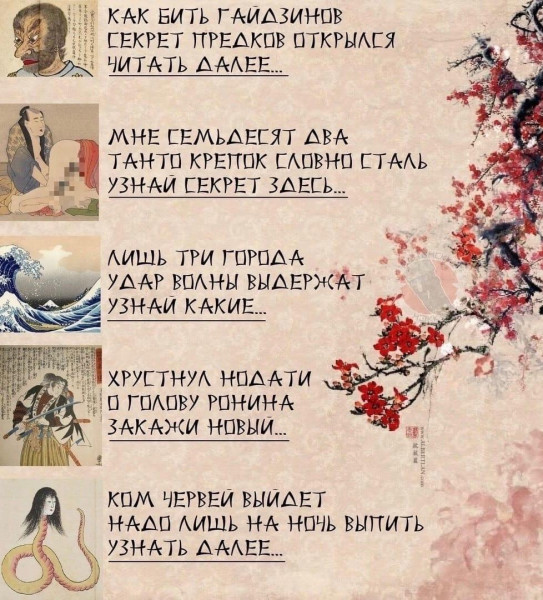 КАК БИТЬ ГАЙДЗИНОВ
СЕКРЕТ ПРЕДКОВ ОТКРЫЛСЯ
ЧИТАТЬ ДАЛЕЕ...
МНЕ СЕМЬДЕСЯТ ДВА
ТАНТО КРЕПОК СЛОВНО СТАЛЬ
УЗНАЙ СЕКРЕТ ЗДЕСЬ...
ЛИШЬ ТРИ ГОРОДА
УДАР ВОЛНЫ ВЫДЕРЖАТ
УЗНАЙ КАКИЕ...
ХРУСТНУЛ НОДАТИ
О ГОЛОВУ РОНИНА
ЗАКАЖИ НОВЫЙ...
КОМ ЧЕРВЕЙ ВЫЙДЕТ
НАДО ЛИШЬ НА НОЧЬ ВЫПИТЬ
УЗНАТЬ ДАЛЕЕ...